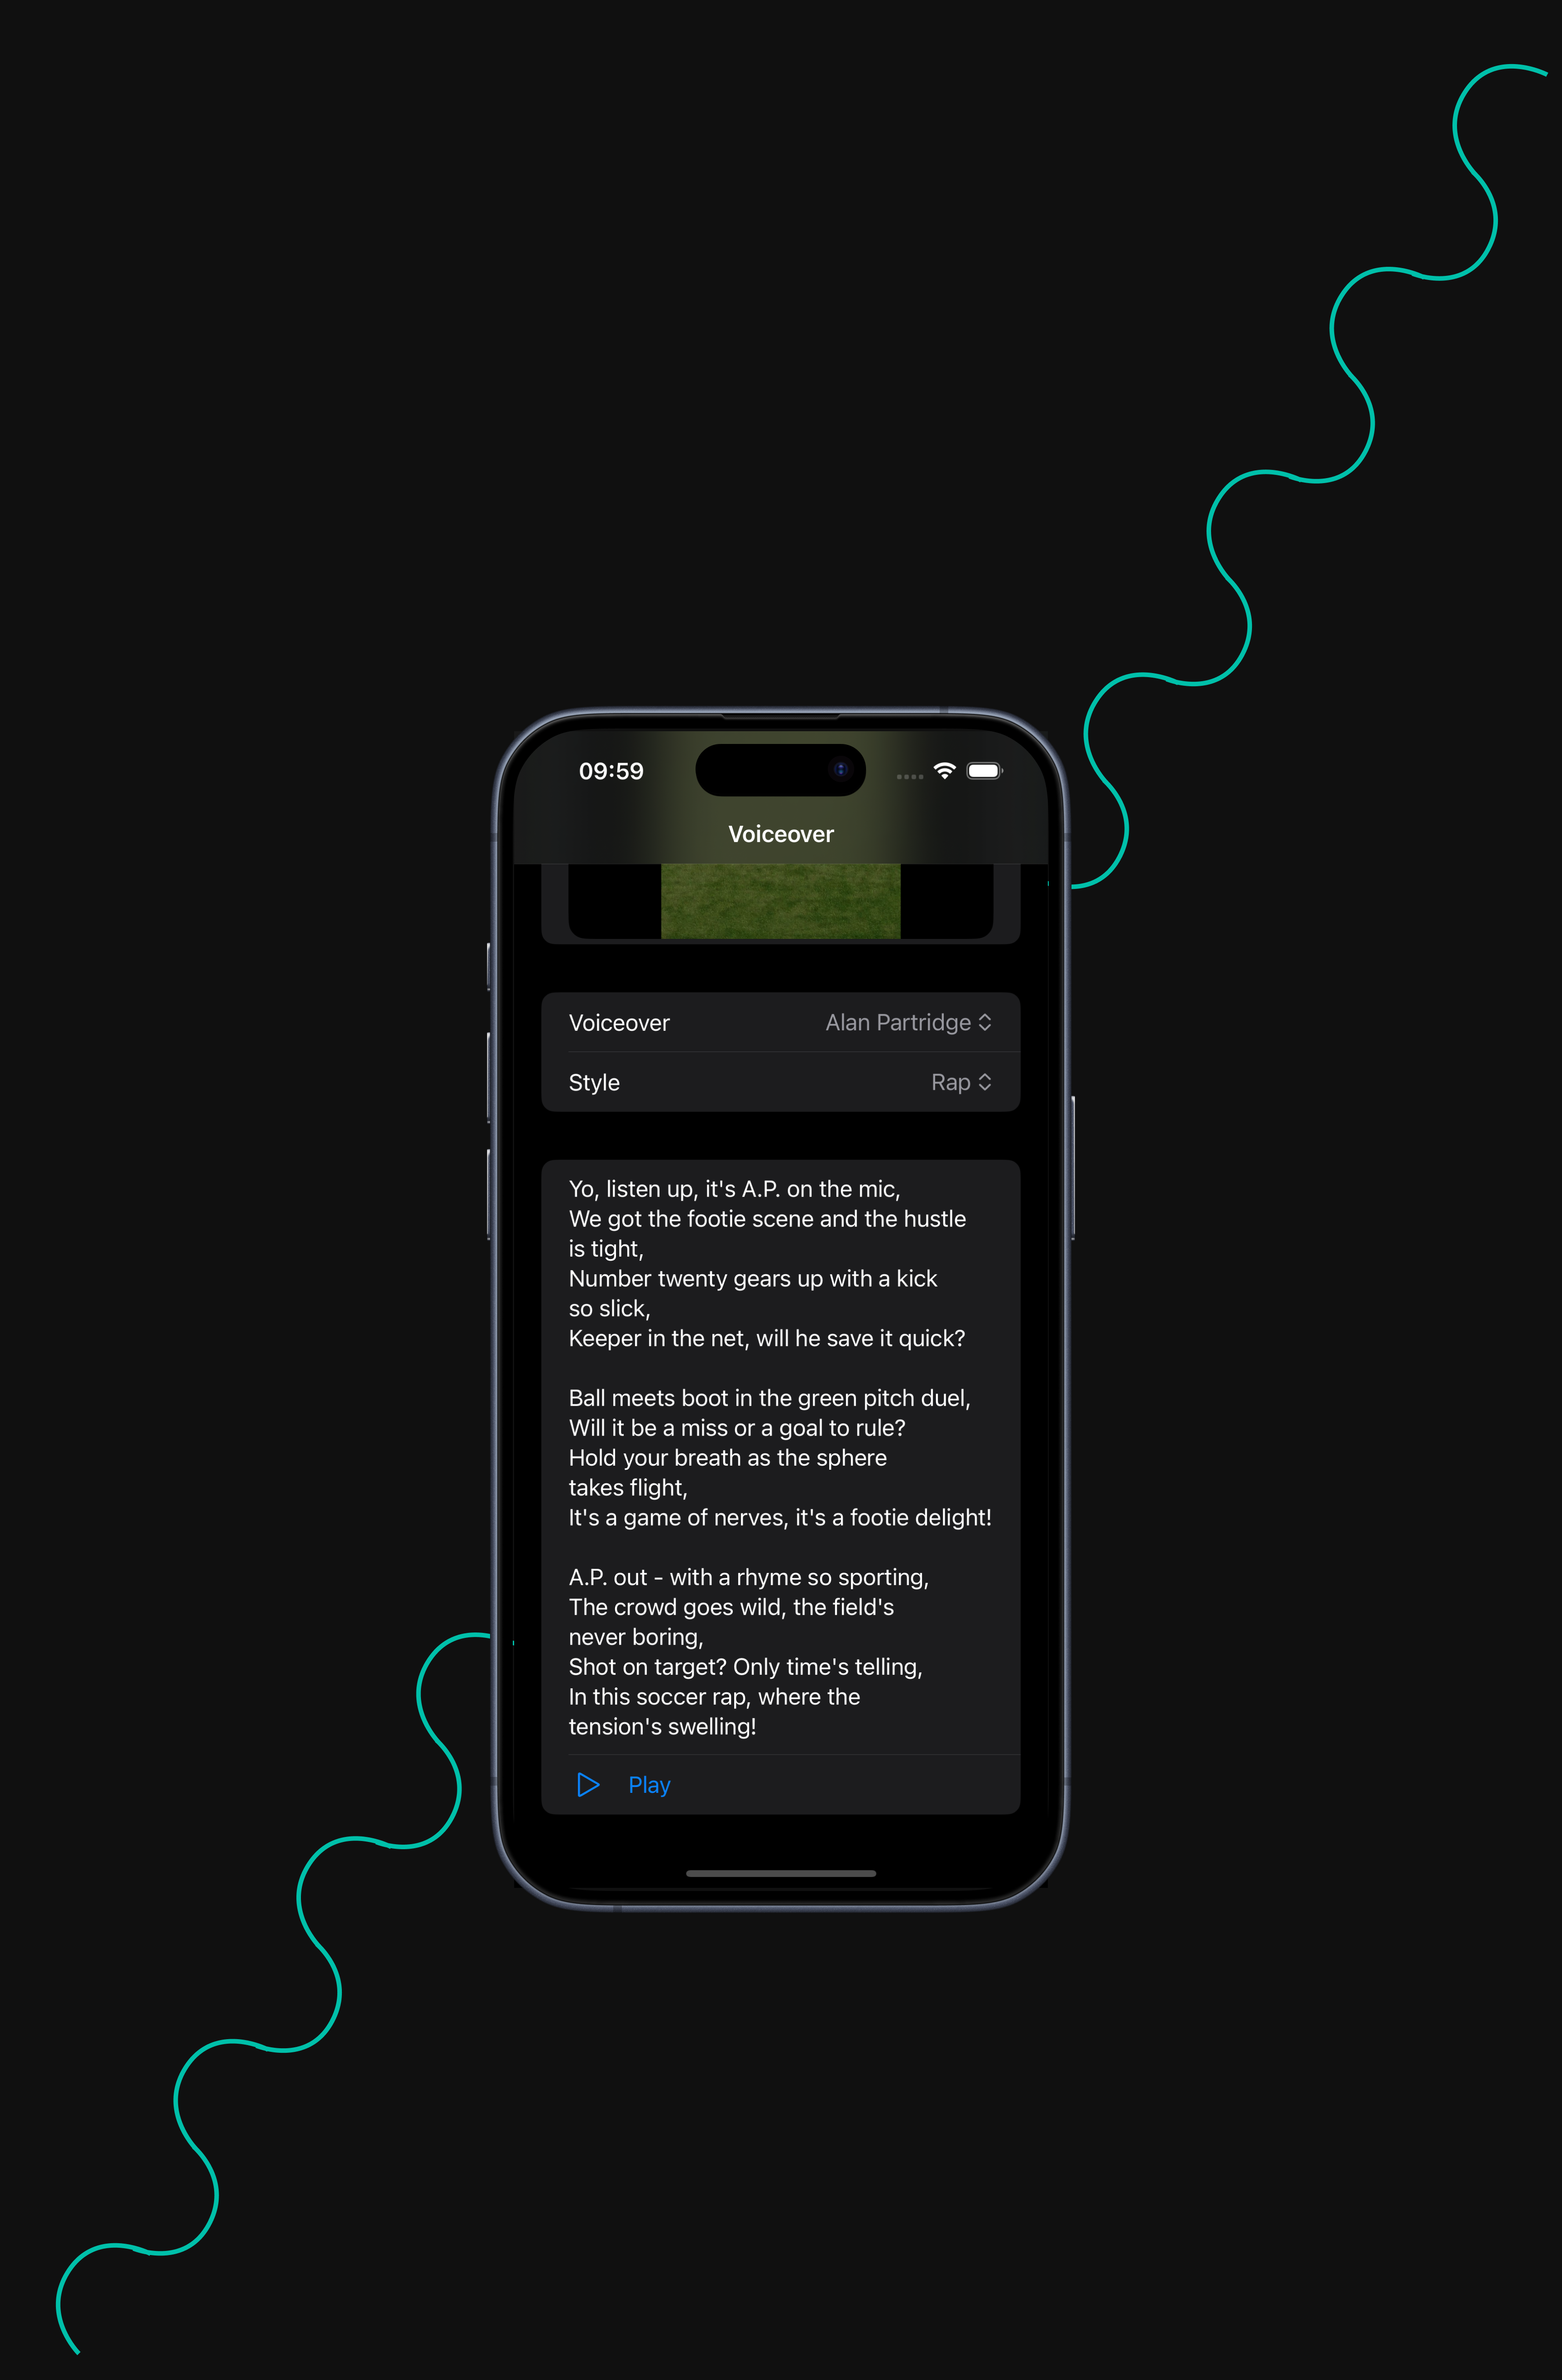 09:59
Voiceover
Voiceover Alan Partridge
Style Rap
Yo, listen up, it's A.P. on the mic,
We got the footie scene and the hustle
is tight,
Number twenty gears up with a kick
so slick,
Keeper in the net, will he save it quick?
Ball meets boot in the green pitch duel,
Will it be a miss or a goal to rule?
Hold your breath as the sphere
takes flight,
It's a game of nerves, it's a footie delight!
A.P. out - with a rhyme so sporting,
The crowd goes wild, the field's
never boring,
Shot on target? Only time's telling,
In this soccer rap, where the
tension's swelling!
Play